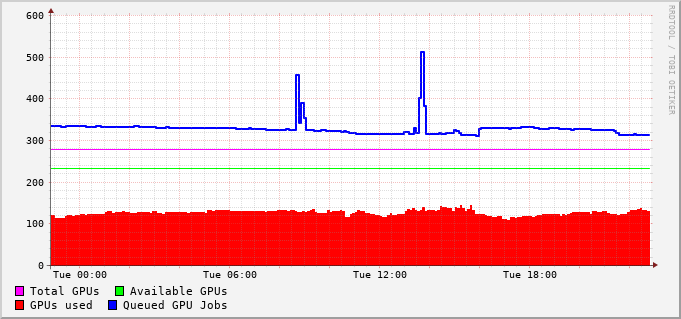 600
500
400
300
200
100
0
Tue 00:00 Tue 06:00 Tue 12:00 Tue 18:00
Total GPUs Available GPUs
GPUs used Queued GPU Jobs
RRDTOOL / TOBI OETIKER